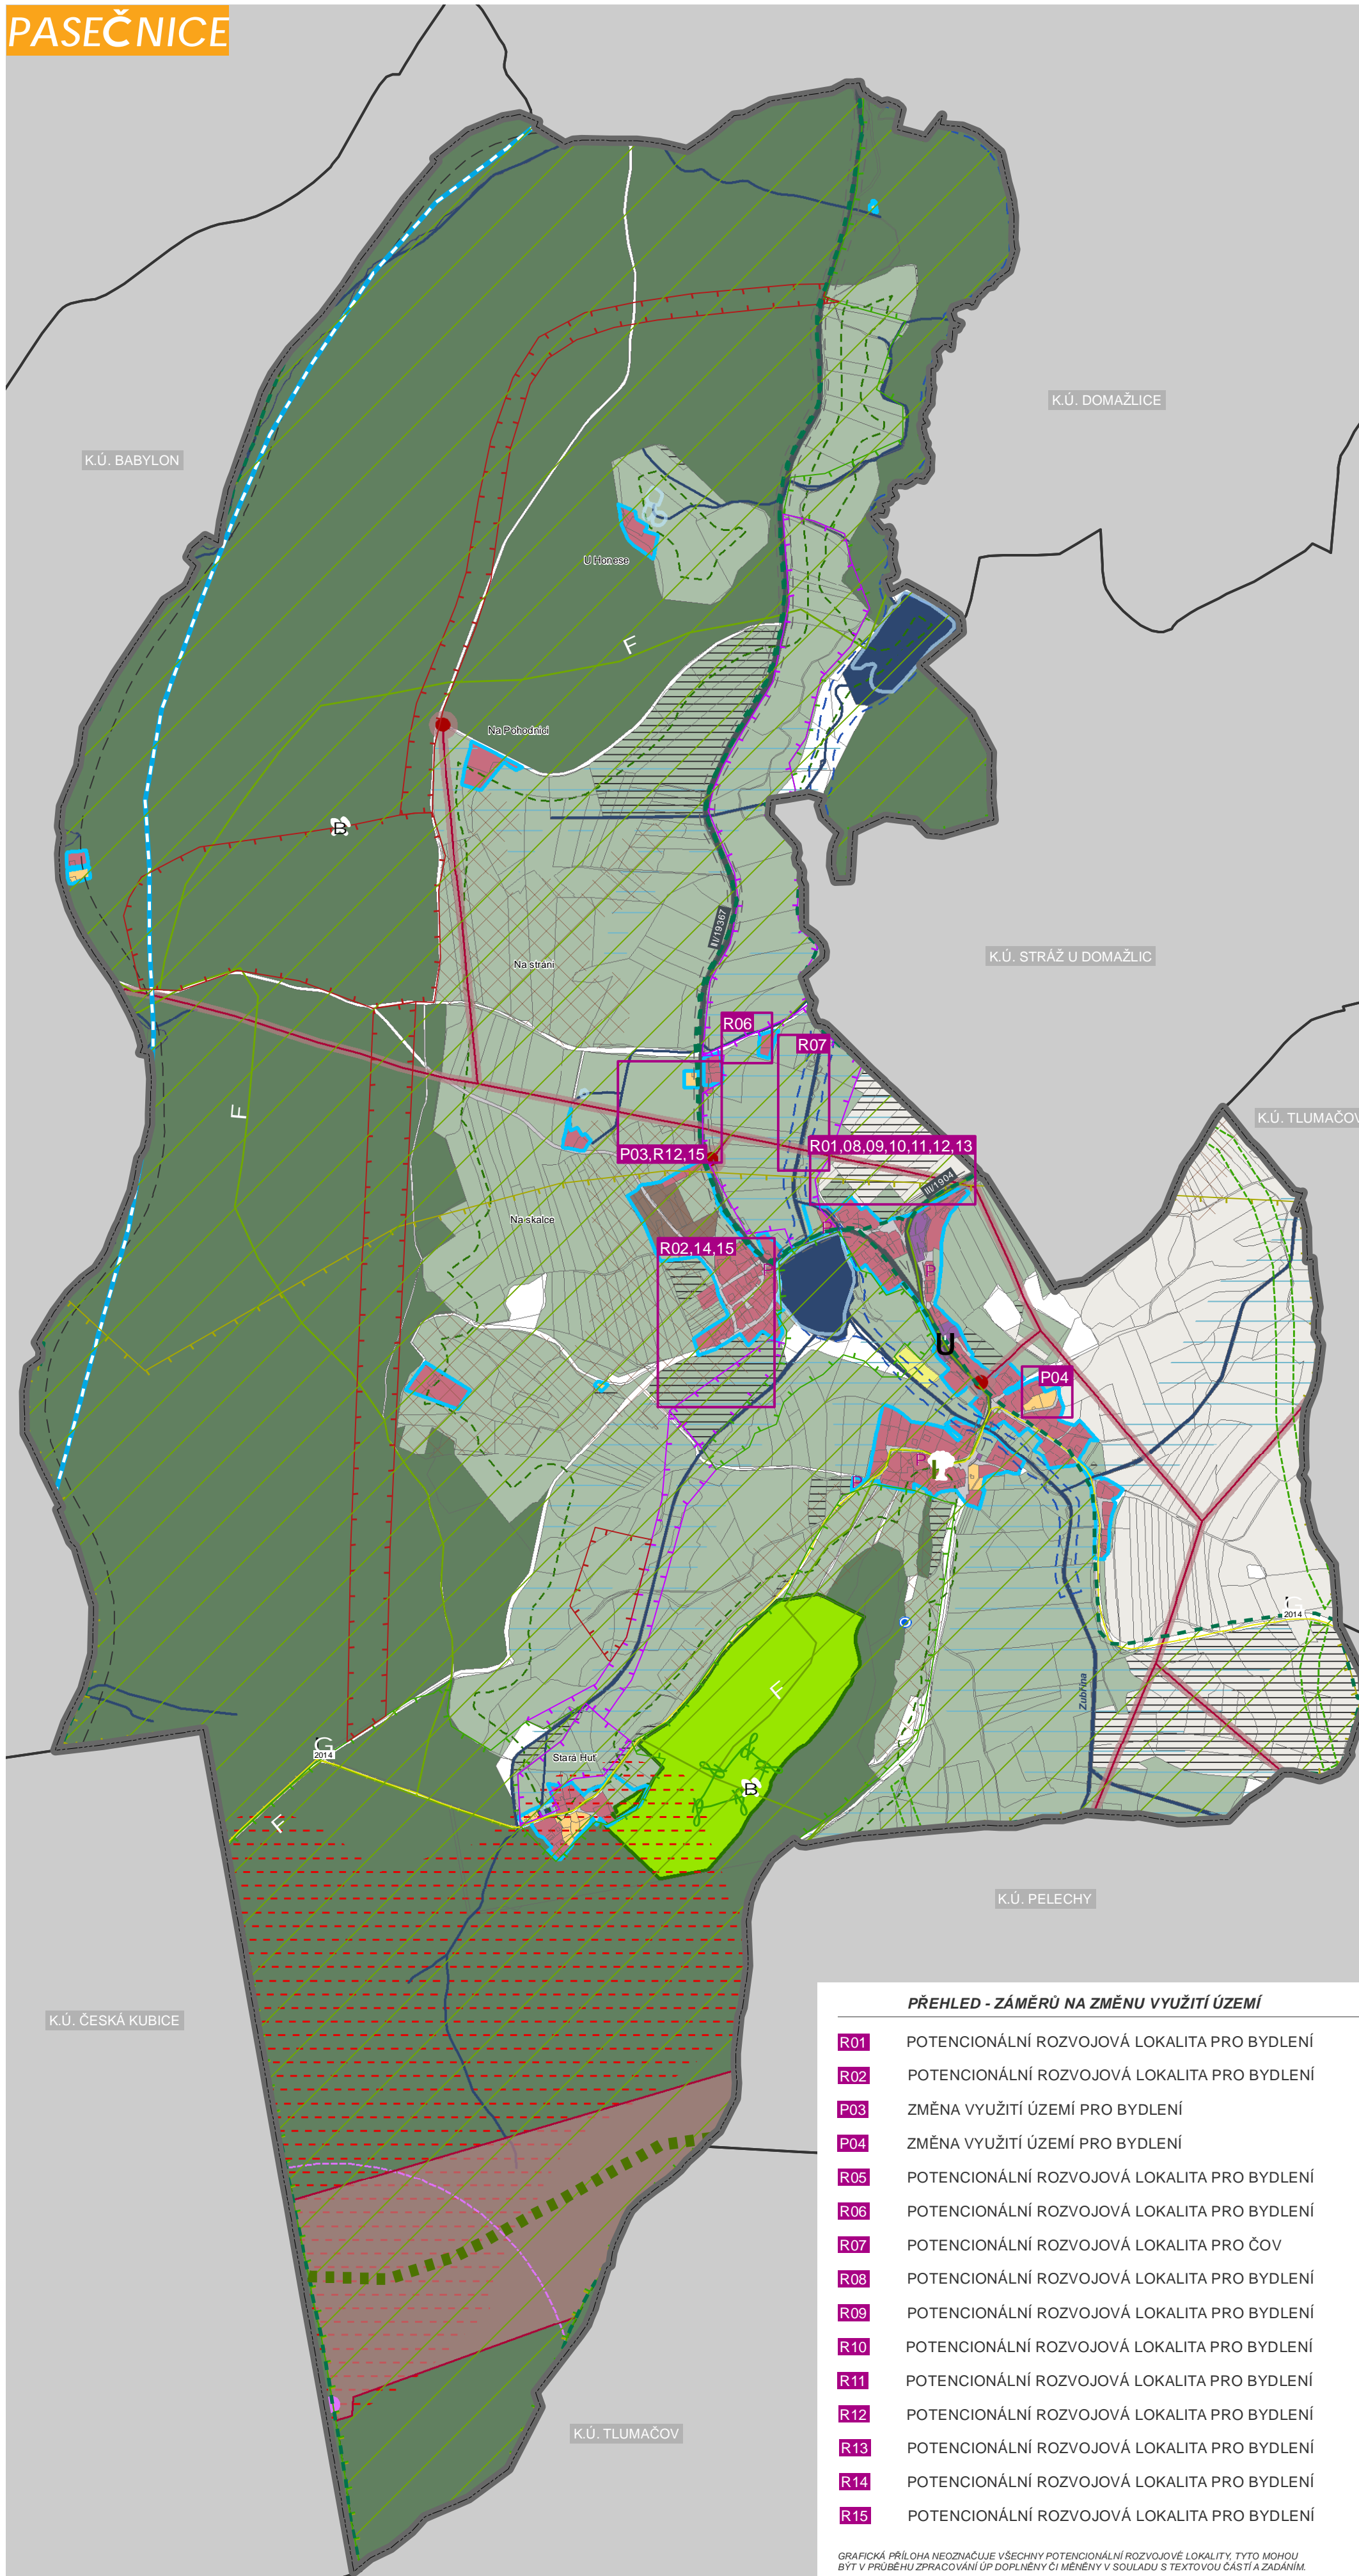 PASEČNICE
K.Ú. DOMAŽLICE
K.Ú. BABYLON
U Honese
F
Na Pohodnici
B
III/19367
K.Ú. STRÁŽ U DOMAŽLIC
Na stráni
R06
R07
F
K.Ú. TLUMAČOV
P03,R12,15
R01,08,09,10,11,12,13
III/1904
Na skalce
P
R02,14,15
P
P
U
P04
P
P
I
G
2014
F
Zubřina
G
2014
Stará Huť
B
F
K.Ú. PELECHY
K.Ú. ČESKÁ KUBICE
K.Ú. TLUMAČOV
PŘEHLED - ZÁMĚRŮ NA ZMĚNU VYUŽITÍ ÚZEMÍ
R01 POTENCIONÁLNÍ ROZVOJOVÁ LOKALITA PRO BYDLENÍ
R02 POTENCIONÁLNÍ ROZVOJOVÁ LOKALITA PRO BYDLENÍ
P03 ZMĚNA VYUŽITÍ ÚZEMÍ PRO BYDLENÍ
P04 ZMĚNA VYUŽITÍ ÚZEMÍ PRO BYDLENÍ
R05 POTENCIONÁLNÍ ROZVOJOVÁ LOKALITA PRO BYDLENÍ
R06 POTENCIONÁLNÍ ROZVOJOVÁ LOKALITA PRO BYDLENÍ
R07 POTENCIONÁLNÍ ROZVOJOVÁ LOKALITA PRO ČOV
R08 POTENCIONÁLNÍ ROZVOJOVÁ LOKALITA PRO BYDLENÍ
R09 POTENCIONÁLNÍ ROZVOJOVÁ LOKALITA PRO BYDLENÍ
R10 POTENCIONÁLNÍ ROZVOJOVÁ LOKALITA PRO BYDLENÍ
R11 POTENCIONÁLNÍ ROZVOJOVÁ LOKALITA PRO BYDLENÍ
R12 POTENCIONÁLNÍ ROZVOJOVÁ LOKALITA PRO BYDLENÍ
R13 POTENCIONÁLNÍ ROZVOJOVÁ LOKALITA PRO BYDLENÍ
R14 POTENCIONÁLNÍ ROZVOJOVÁ LOKALITA PRO BYDLENÍ
R15 POTENCIONÁLNÍ ROZVOJOVÁ LOKALITA PRO BYDLENÍ
GRAFICKÁ PŘÍLOHA NEOZNAČUJE VŠECHNY POTENCIONÁLNÍ ROZVOJOVÉ LOKALITY, TYTO MOHOU
BÝT V PRŮBĚHU ZPRACOVÁNÍ ÚP DOPLNĚNY ČI MĚNĚNY V SOULADU S TEXTOVOU ČÁSTÍ A ZADÁNÍM.